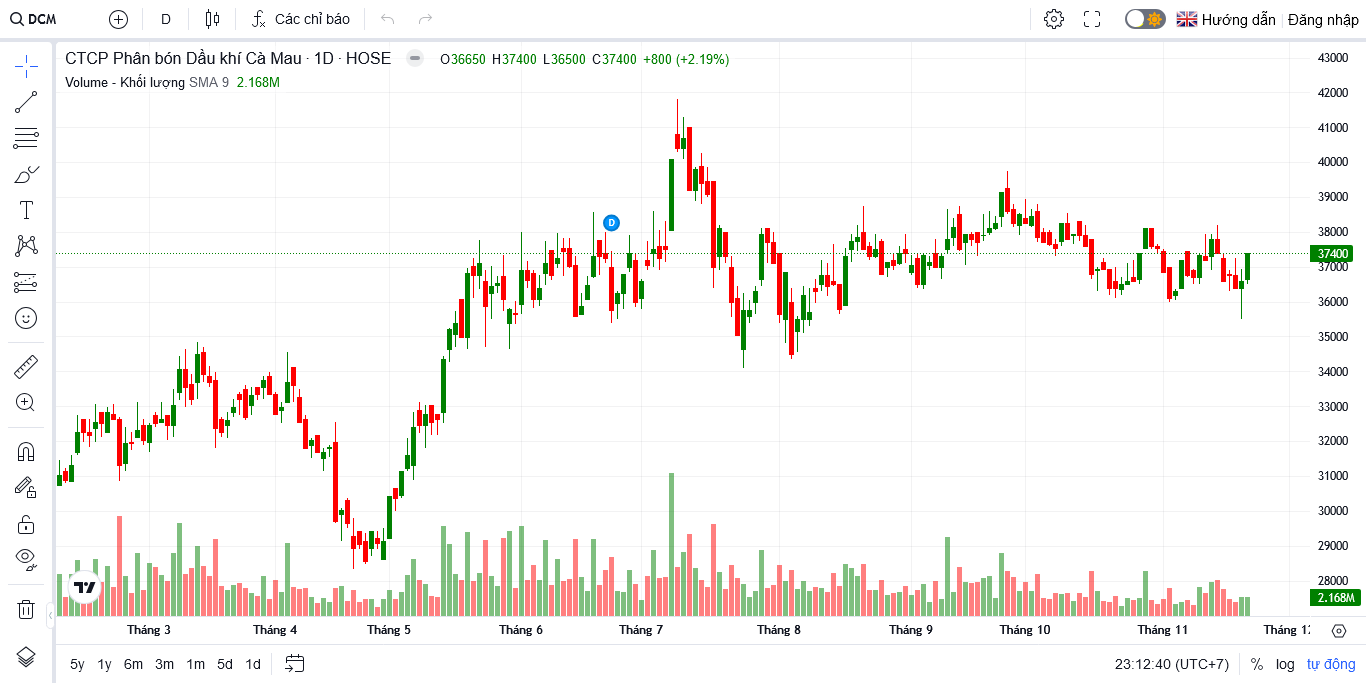 DCM
D
Các chỉ báo
Hướng dẫn
Đăng nhập
CTCP Phân bón Dầu khí Cà Mau · 1D · HOSE
O36650 H37400 L36500 C37400 +800 (+2.19%)
Volume - Khối lượng SMA 9 2.168M
D
43000
42000
41000
40000
39000
38000
37400
37000
36000
35000
34000
33000
32000
31000
30000
29000
28000
2.168M
Tháng 3 Tháng 4 Tháng 5 Tháng 6 Tháng 7 Tháng 8 Tháng 9 Tháng 10 Tháng 11 Tháng 12
5y 1y 6m 3m 1m 5d 1d
23:12:40 (UTC+7) % log tự động